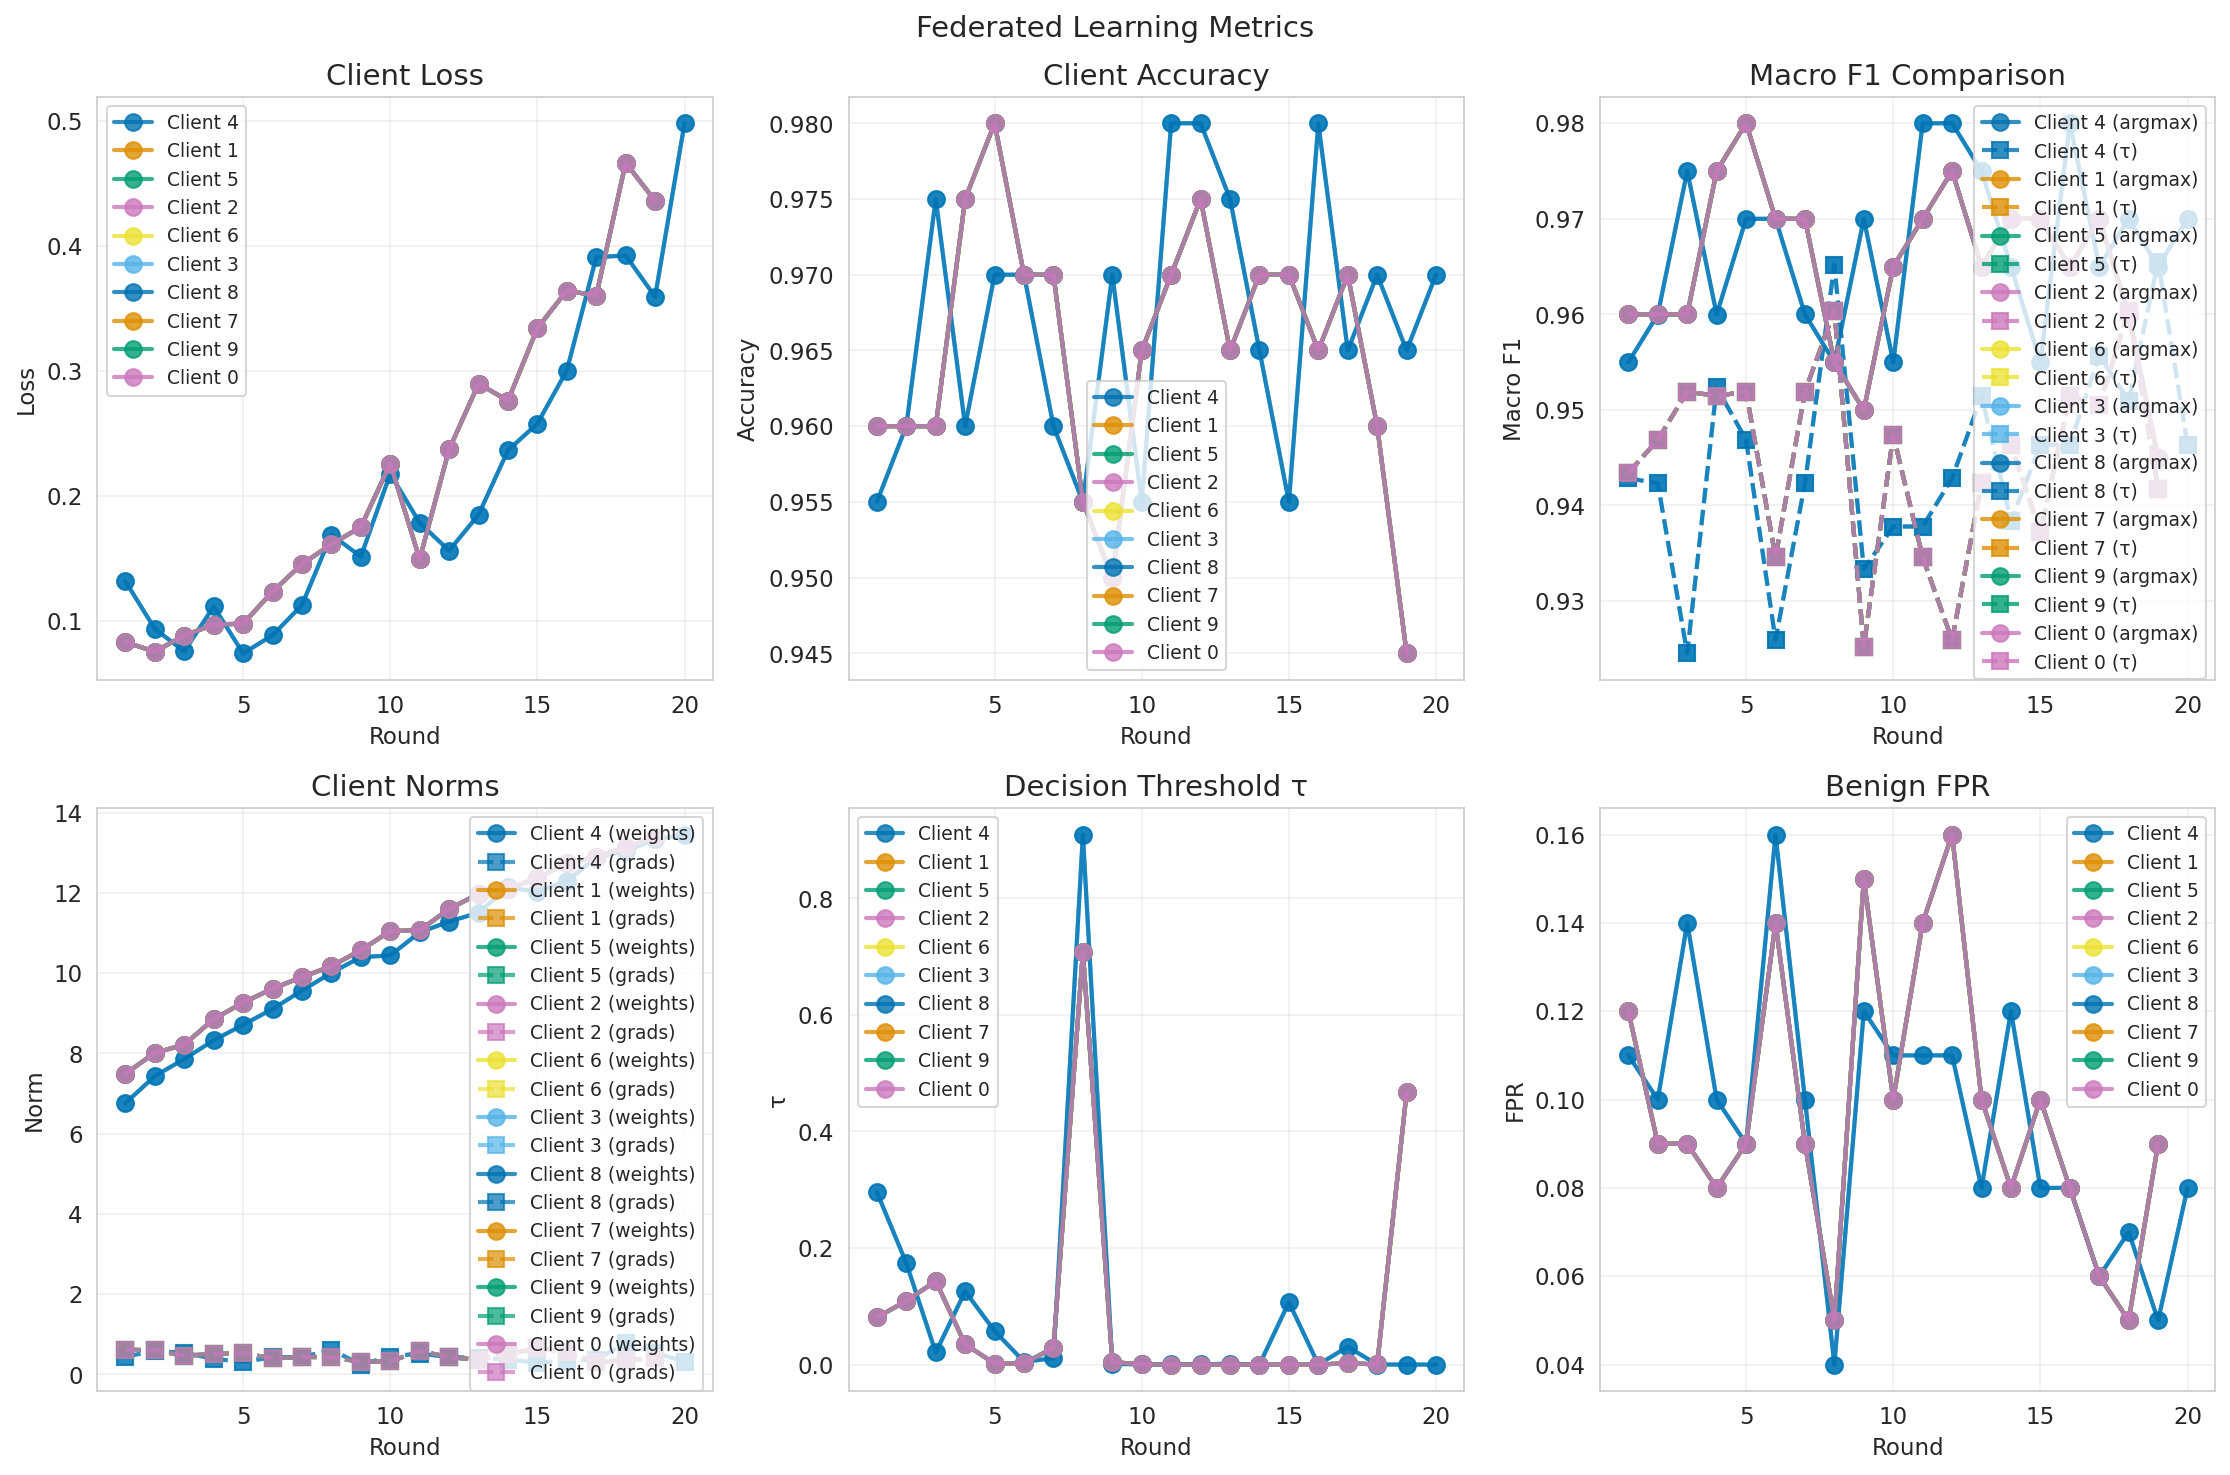 Federated Learning Metrics
Client Loss
0.5
0.4
0.3
0.2
0.1
Loss
5
10
15
20
Round
Client 4
Client 1
Client 5
Client 2
Client 6
Client 3
Client 8
Client 7
Client 9
Client 0
Client Accuracy
0.980
0.975
0.970
0.965
0.960
0.955
0.950
0.945
Accuracy
5
10
15
20
Round
Client 4
Client 1
Client 5
Client 2
Client 6
Client 3
Client 8
Client 7
Client 9
Client 0
Macro F1 Comparison
0.98
0.97
0.96
0.95
0.94
0.93
Macro F1
5
10
15
20
Round
Client 4 (argmax)
Client 4 (τ)
Client 1 (argmax)
Client 1 (τ)
Client 5 (argmax)
Client 5 (τ)
Client 2 (argmax)
Client 2 (τ)
Client 6 (argmax)
Client 6 (τ)
Client 3 (argmax)
Client 3 (τ)
Client 8 (argmax)
Client 8 (τ)
Client 7 (argmax)
Client 7 (τ)
Client 9 (argmax)
Client 9 (τ)
Client 0 (argmax)
Client 0 (τ)
Client Norms
14
12
10
8
6
4
2
0
Norm
5
10
15
20
Round
Client 4 (weights)
Client 4 (grads)
Client 1 (weights)
Client 1 (grads)
Client 5 (weights)
Client 5 (grads)
Client 2 (weights)
Client 2 (grads)
Client 6 (weights)
Client 6 (grads)
Client 3 (weights)
Client 3 (grads)
Client 8 (weights)
Client 8 (grads)
Client 7 (weights)
Client 7 (grads)
Client 9 (weights)
Client 9 (grads)
Client 0 (weights)
Client 0 (grads)
Decision Threshold τ
0.8
0.6
0.4
0.2
0.0
τ
5
10
15
20
Round
Client 4
Client 1
Client 5
Client 2
Client 6
Client 3
Client 8
Client 7
Client 9
Client 0
Benign FPR
0.16
0.14
0.12
0.10
0.08
0.06
0.04
FPR
5
10
15
20
Round
Client 4
Client 1
Client 5
Client 2
Client 6
Client 3
Client 8
Client 7
Client 9
Client 0